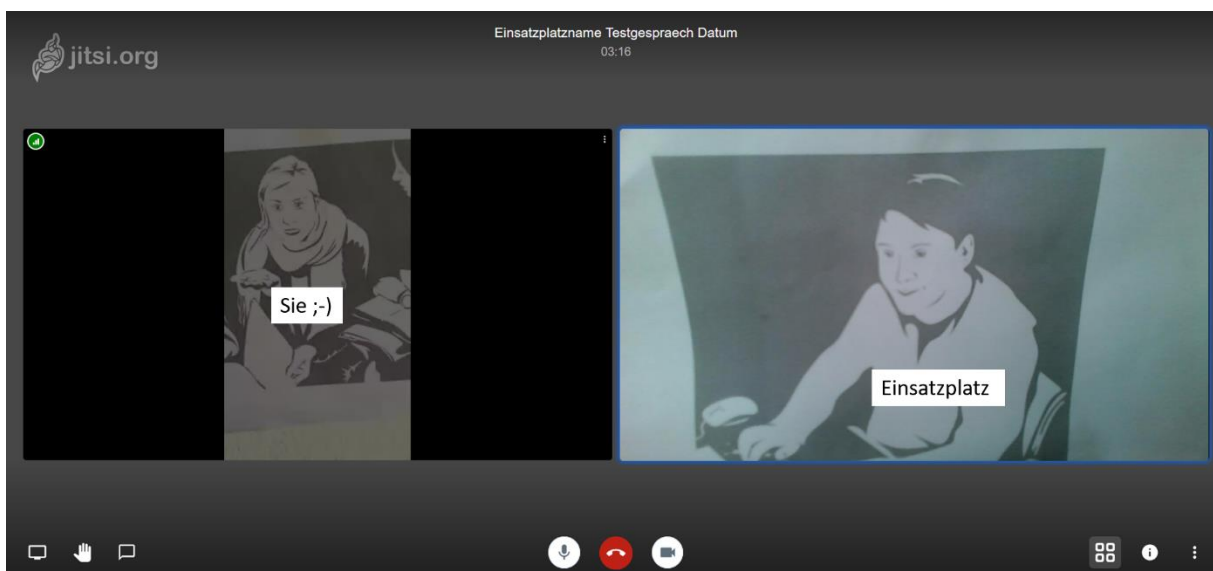 jitsi.org
Einsatzplatzname Testgespraech Datum
03:16
Sie ;-)
Einsatzplatz